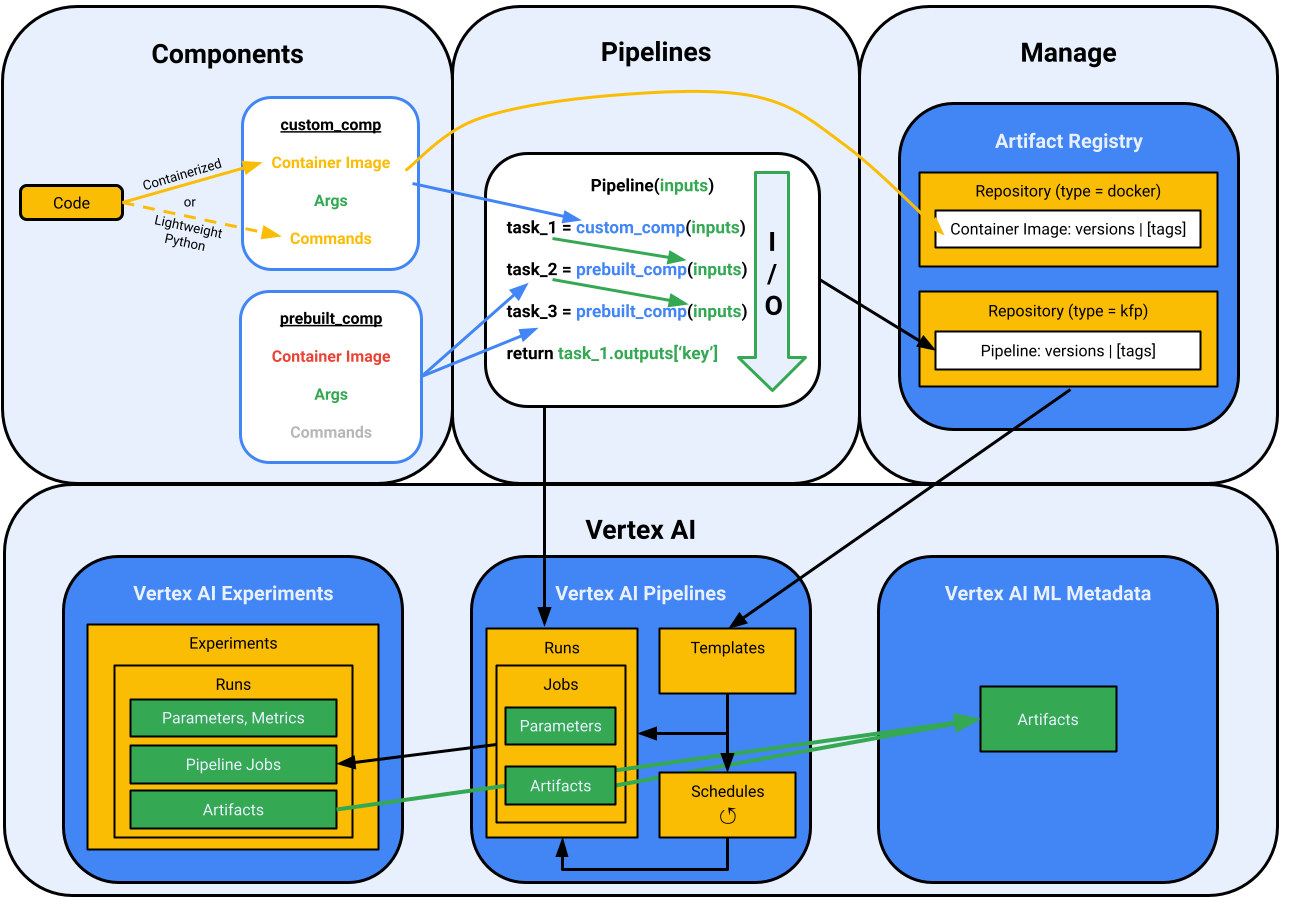 Components
Pipelines
Manage
Code
Containerized
or
Lightweight
Python
custom_comp
Container Image
Args
Commands
prebuilt_comp
Container Image
Args
Commands
Pipeline(inputs)
task_1 = custom_comp(inputs)
task_2 = prebuilt_comp(inputs)
task_3 = prebuilt_comp(inputs)
return task_1.outputs[‘key’]
I
/
O
Artifact Registry
Repository (type = docker)
Container Image: versions | [tags]
Repository (type = kfp)
Pipeline: versions | [tags]
Vertex AI
Vertex AI Experiments
Experiments
Runs
Parameters, Metrics
Pipeline Jobs
Artifacts
Vertex AI Pipelines
Runs
Jobs
Parameters
Artifacts
Templates
Schedules
Vertex AI ML Metadata
Artifacts